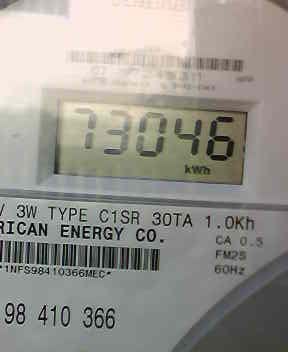 73046
kWh
V 3W TYPE C1SR 30TA 1.0Kh
RICAN ENERGY CO.
CA 0.5
FM2S
*1NFS98410366MEC*
60Hz
98 410 366